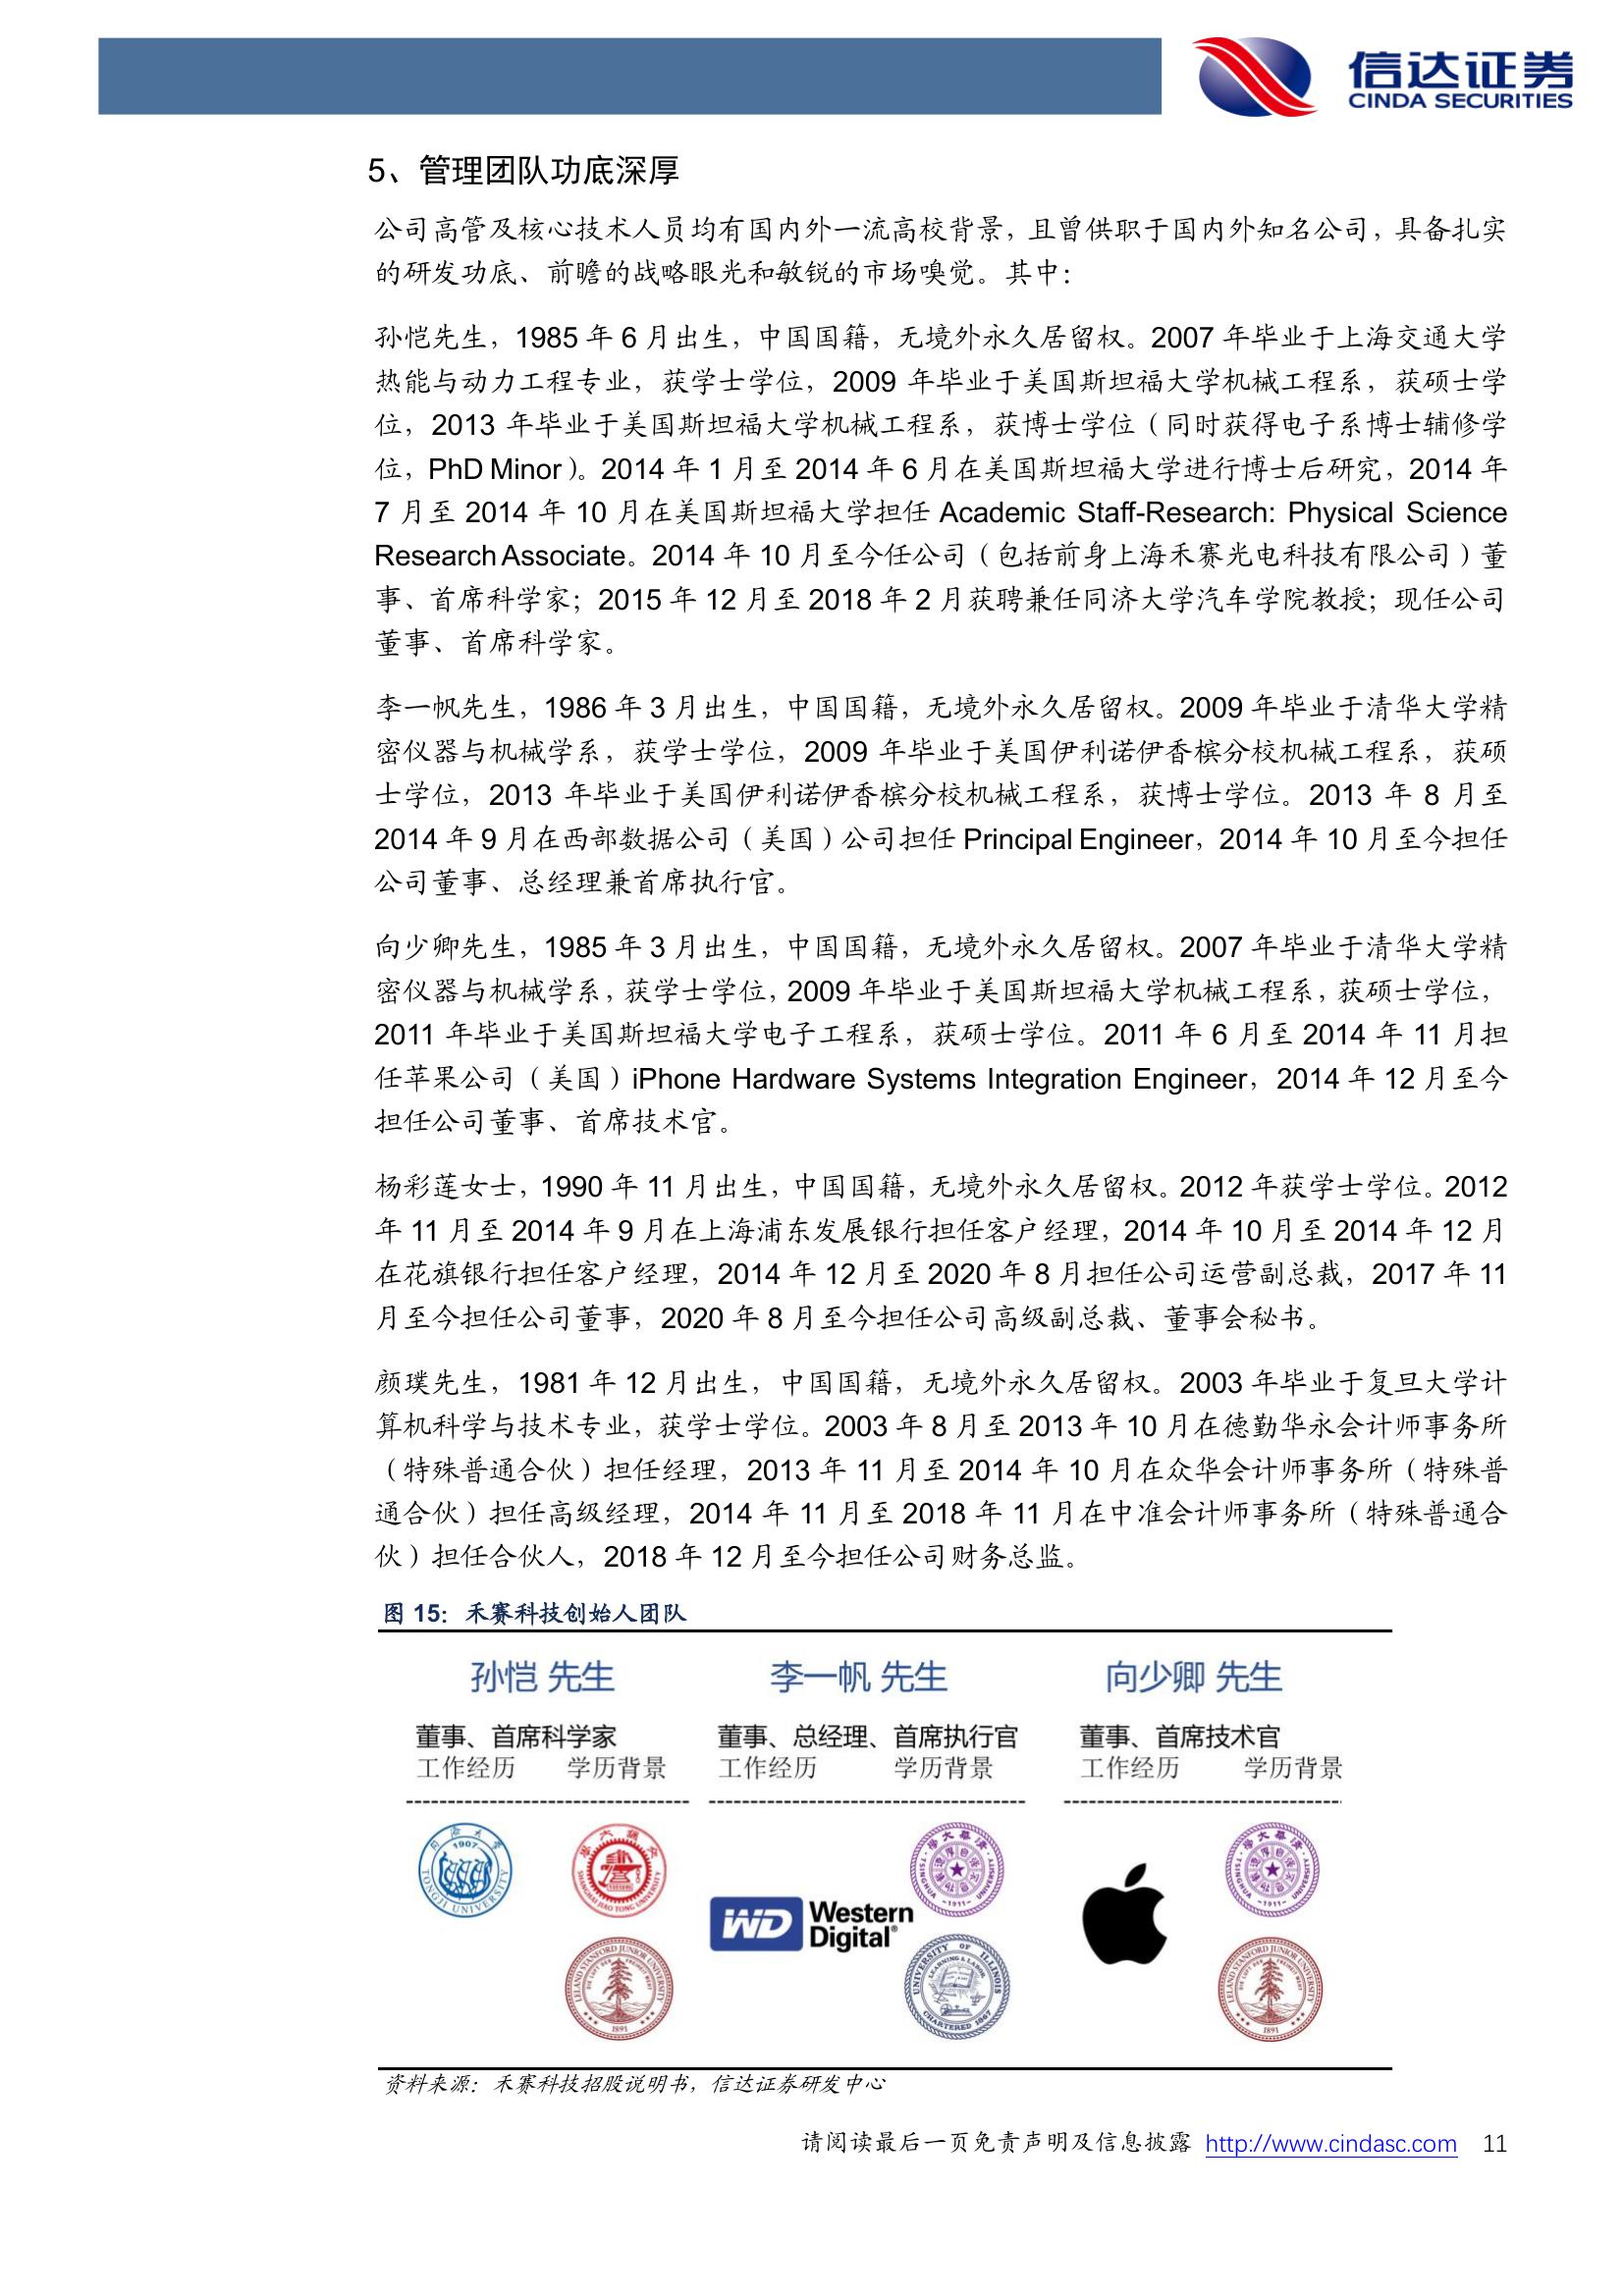 信达证券
CINDA SECURITIES
5、管理团队功底深厚
公司高管及核心技术人员均有国内外一流高校背景，且曾供职于国内外知名公司，具备扎实
的研发功底、前瞻的战略眼光和敏锐的市场嗅觉。其中：
孙恺先生，1985 年 6 月出生，中国国籍，无境外永久居留权。2007 年毕业于上海交通大学
热能与动力工程专业，获学士学位，2009 年毕业于美国斯坦福大学机械工程系，获硕士学
位，2013 年毕业于美国斯坦福大学机械工程系，获博士学位（同时获得电子系博士辅修学
位，PhD Minor）。2014 年 1 月至 2014 年 6 月在美国斯坦福大学进行博士后研究，2014 年
7 月至 2014 年 10 月在美国斯坦福大学担任 Academic Staff-Research: Physical Science
Research Associate。2014 年 10 月至今任公司（包括前身上海禾赛光电科技有限公司）董
事、首席科学家；2015 年 12 月至 2018 年 2 月获聘兼任同济大学汽车学院教授；现任公司
董事、首席科学家。
李一帆先生，1986 年 3 月出生，中国国籍，无境外永久居留权。2009 年毕业于清华大学精
密仪器与机械学系，获学士学位，2009 年毕业于美国伊利诺伊香槟分校机械工程系，获硕
士学位，2013 年毕业于美国伊利诺伊香槟分校机械工程系，获博士学位。2013 年 8 月至
2014 年 9 月在西部数据公司（美国）公司担任 Principal Engineer，2014 年 10 月至今担任
公司董事、总经理兼首席执行官。
向少卿先生，1985 年 3 月出生，中国国籍，无境外永久居留权。2007 年毕业于清华大学精
密仪器与机械学系，获学士学位，2009 年毕业于美国斯坦福大学机械工程系，获硕士学位，
2011 年毕业于美国斯坦福大学电子工程系，获硕士学位。2011 年 6 月至 2014 年 11 月担
任苹果公司（美国）iPhone Hardware Systems Integration Engineer，2014 年 12 月至今
担任公司董事、首席技术官。
杨彩莲女士，1990 年 11 月出生，中国国籍，无境外永久居留权。2012 年获学士学位。2012
年 11 月至 2014 年 9 月在上海浦东发展银行担任客户经理，2014 年 10 月至 2014 年 12 月
在花旗银行担任客户经理，2014 年 12 月至 2020 年 8 月担任公司运营副总裁，2017 年 11
月至今担任公司董事，2020 年 8 月至今担任公司高级副总裁、董事会秘书。
颜璞先生，1981 年 12 月出生，中国国籍，无境外永久居留权。2003 年毕业于复旦大学计
算机科学与技术专业，获学士学位。2003 年 8 月至 2013 年 10 月在德勤华永会计师事务所
（特殊普通合伙）担任经理，2013 年 11 月至 2014 年 10 月在众华会计师事务所（特殊普
通合伙）担任高级经理，2014 年 11 月至 2018 年 11 月在中准会计师事务所（特殊普通合
伙）担任合伙人，2018 年 12 月至今担任公司财务总监。
图 15：禾赛科技创始人团队
孙恺 先生 李一帆 先生 向少卿 先生
董事、首席科学家 董事、总经理、首席执行官 董事、首席技术官
工作经历 学历背景 工作经历 学历背景 工作经历 学历背景
1907
TONGJI UNIVERSITY
SHANGHAI JIAO TONG UNIVERSITY
TSINGHUA UNIVERSITY
-1911-
TSINGHUA UNIVERSITY
-1911-
WD Western
Digital®
LELAND STANFORD JUNIOR UNIVERSITY
1891
UNIVERSITY OF ILLINOIS
LEARNING & LABOR
CHARTERED 1867
LELAND STANFORD JUNIOR UNIVERSITY
1891
资料来源：禾赛科技招股说明书，信达证券研发中心
请阅读最后一页免责声明及信息披露 http://www.cindasc.com 11